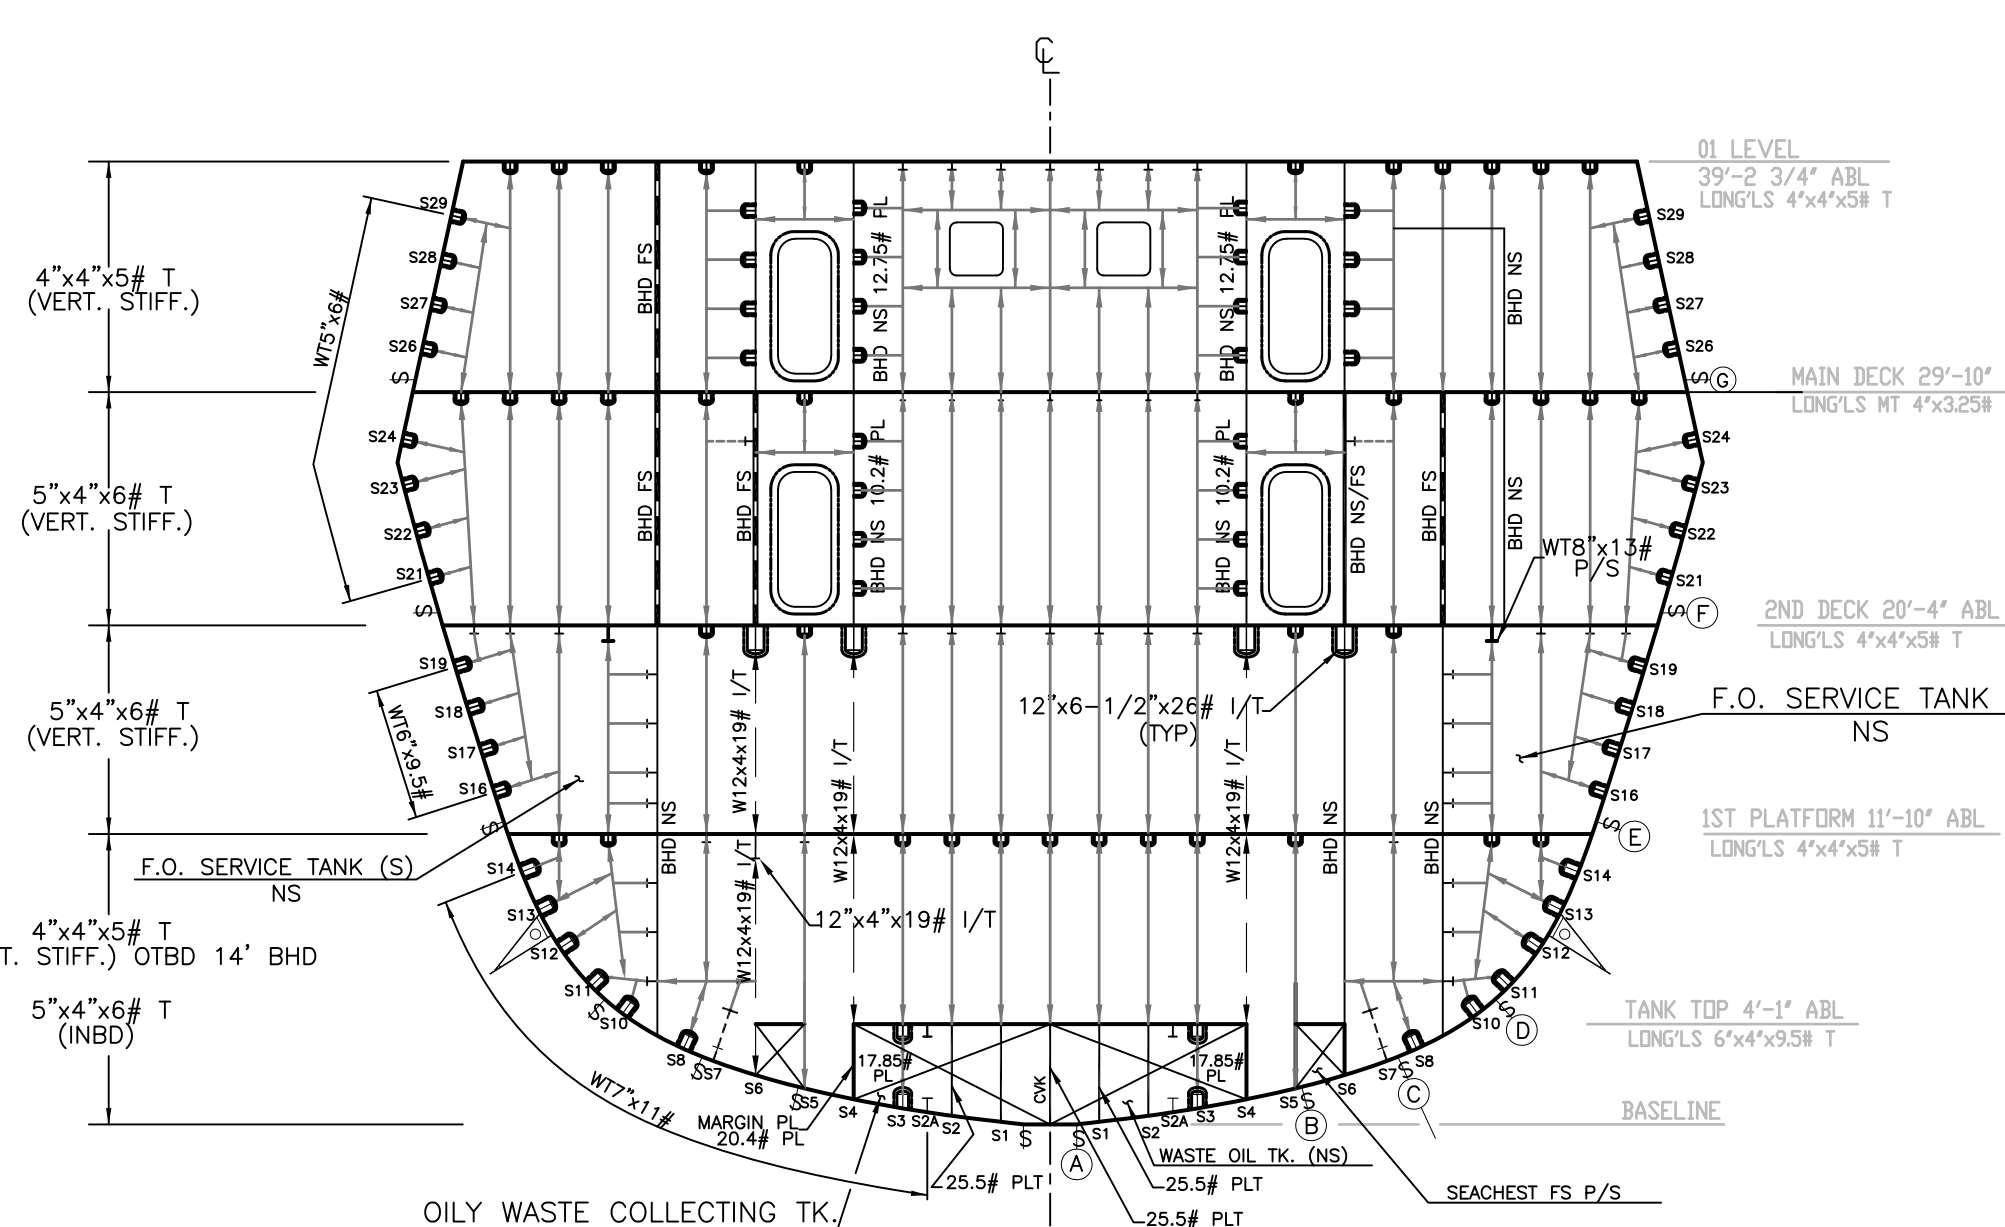 ℄
01 LEVEL
39'-2 3/4" ABL
LONG'LS 4"x4"x5# T
S29
S28
S27
S26
S
WT5"x6#
4"x4"x5# T
(VERT. STIFF.)
BHD FS
BHD NS 12.75# PL
BHD NS 12.75# PL
BHD NS
S29
S28
S27
S26
S
G
MAIN DECK 29'-10"
LONG'LS MT 4"x3.25#
5"x4"x6# T
(VERT. STIFF.)
S24
S23
S22
S21
S
BHD FS
BHD FS
BHD NS 10.2# PL
BHD NS 10.2# PL
BHD NS/FS
BHD FS
BHD NS
WT8"x13#
P/S
S24
S23
S22
S21
S
F
2ND DECK 20'-4" ABL
LONG'LS 4"x4"x5# T
5"x4"x6# T
(VERT. STIFF.)
S19
S18
S17
S16
S
WT6"x9.5#
BHD NS
W12x4x19# I/T
W12x4x19# I/T
12"x6-1/2"x26# I/T
(TYP)
W12x4x19# I/T
BHD NS
BHD NS
S19
S18
S17
S16
S
E
F.O. SERVICE TANK
NS
1ST PLATFORM 11'-10" ABL
LONG'LS 4"x4"x5# T
F.O. SERVICE TANK (S)
NS
4"x4"x5# T
T. STIFF.) OTBD 14' BHD
5"x4"x6# T
(INBD)
S14
S13
S12
S11
S10
S
S8
S
S7
S6
S
S5
S4
S3
S2A
S2
S1
S
BHD NS
W12x4x19# I/T
W12x4x19# I/T
12"x4"x19# I/T
W12x4x19# I/T
BHD NS
BHD NS
17.85#
PL
CVK
17.85#
PL
S
S1
S2
S2A
S3
S4
S5
S
S6
S7
S
S8
S10
S
S11
S12
S13
S14
D
C
B
A
TANK TOP 4'-1" ABL
LONG'LS 6"x4"x9.5# T
BASELINE
WT7"x11#
MARGIN PL
20.4# PL
25.5# PLT
WASTE OIL TK. (NS)
25.5# PLT
SEACHEST FS P/S
OILY WASTE COLLECTING TK.
25.5# PLT